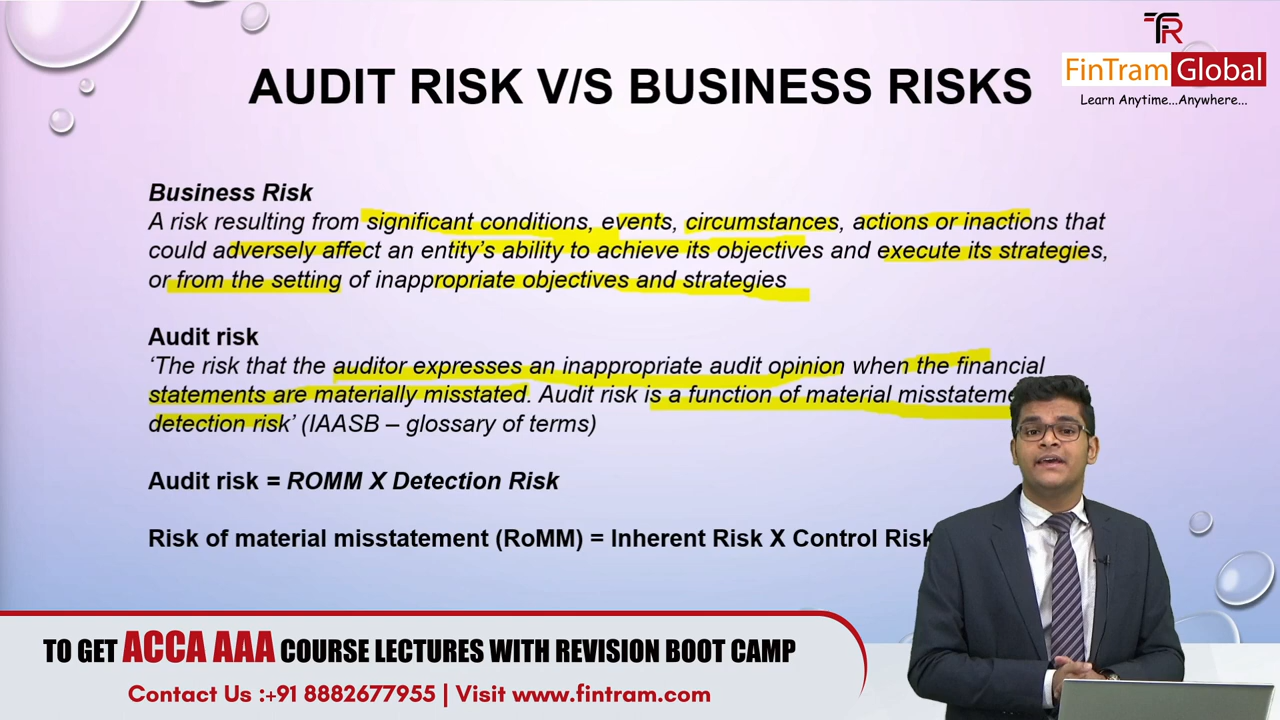 AUDIT RISK V/S BUSINESS RISKS
FR
FinTram Global
Learn Anytime...Anywhere...
Business Risk
A risk resulting from significant conditions, events, circumstances, actions or inactions that
could adversely affect an entity's ability to achieve its objectives and execute its strategies,
or from the setting of inappropriate objectives and strategies
Audit risk
‘The risk that the auditor expresses an inappropriate audit opinion when the financial
statements are materially misstated. Audit risk is a function of material
detection risk’ (IAASB – glossary of terms)
Audit risk = ROMM X Detection Risk
Risk of material misstatement (RoMM) = Inherent Risk X Control Risk
TO GET ACCA AAA COURSE LECTURES WITH REVISION BOOT CAMP
Contact Us :+91 8882677955 | Visit www.fintram.com